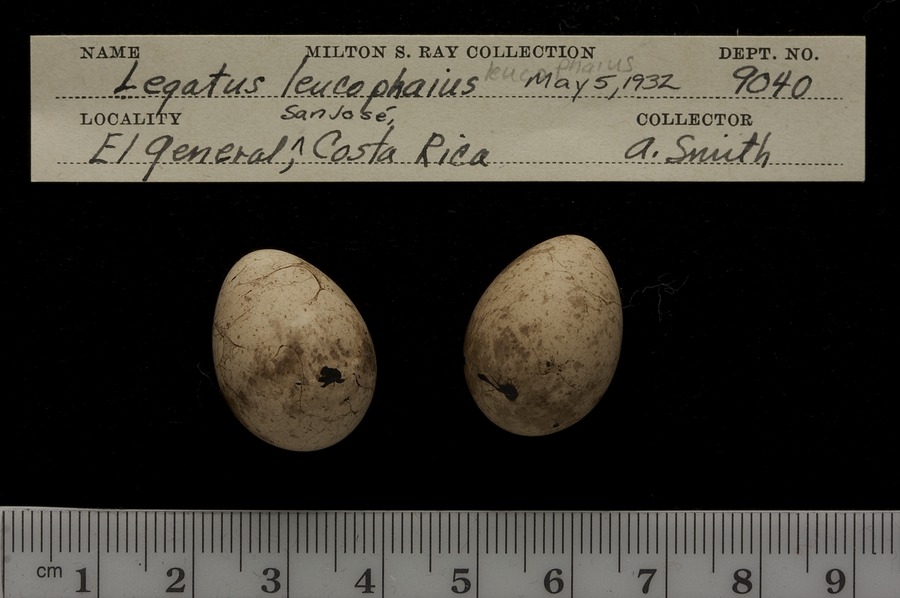 NAME MILTON S. RAY COLLECTION DEPT. NO.
Legatus leucophaius leucophaius May 5, 1932 9040
LOCALITY San José, COLLECTOR
El General, ^ Costa Rica A. Smith
cm 1 2 3 4 5 6 7 8 9